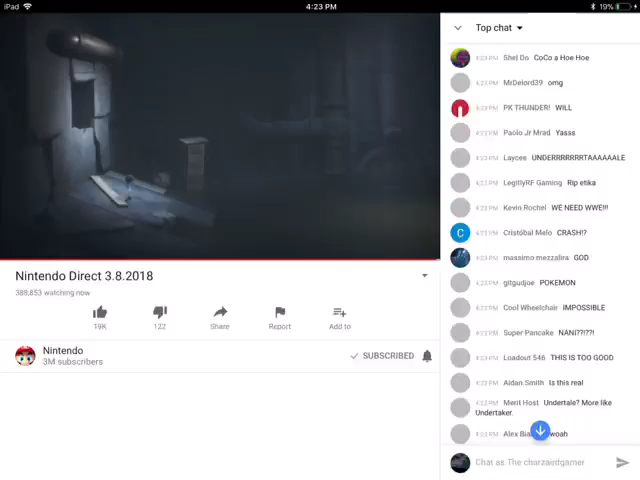 iPad 4:23 PM 19%
Top chat
4:23 PM Shel Do CoCo a Hoe Hoe
4:23 PM MrDelord39 omg
4:23 PM PK THUNDER! WILL
4:23 PM Paolo Jr Mrad Yasss
4:23 PM Laycee UNDERRRRRRTAAAAALE
4:23 PM LegitlyRF Gaming Rip etika
4:23 PM Kevin Rochel WE NEED WWE!!!
4:23 PM Cristóbal Melo CRASH!?
C
4:23 PM massimo mezzalira GOD
4:23 PM gitgudjoe POKEMON
4:23 PM Cool Wheelchair IMPOSSIBLE
4:23 PM Super Pancake NANI??!??!
4:23 PM Loadout 546 THIS IS TOO GOOD
4:23 PM Aidan Smith Is this real
4:23 PM Merit Host Undertale? More like
Undertaker.
4:23 PM Alex woah
Chat as The charzardgamer
Nintendo Direct 3.8.2018
389,853 watching now
19K 122 Share Report Add to
Nintendo
3M subscribers
SUBSCRIBED